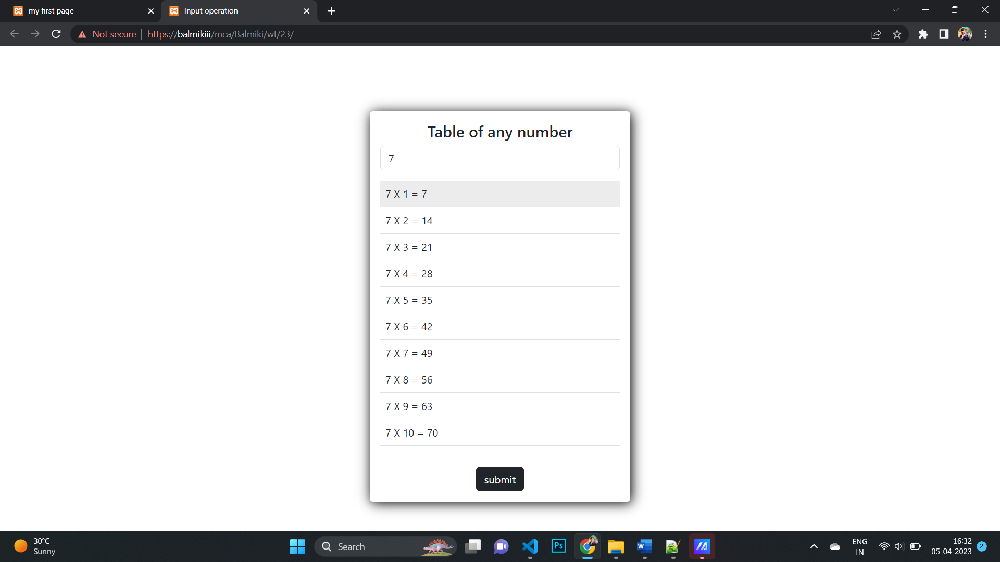 my first page
Input operation
Not secure | https://balmikiii/mca/Balmiki/wt/23/
Table of any number
7
7 X 1 = 7
7 X 2 = 14
7 X 3 = 21
7 X 4 = 28
7 X 5 = 35
7 X 6 = 42
7 X 7 = 49
7 X 8 = 56
7 X 9 = 63
7 X 10 = 70
submit
30°C
Sunny
Search
Ps
W
ENG
IN
16:32
05-04-2023
2